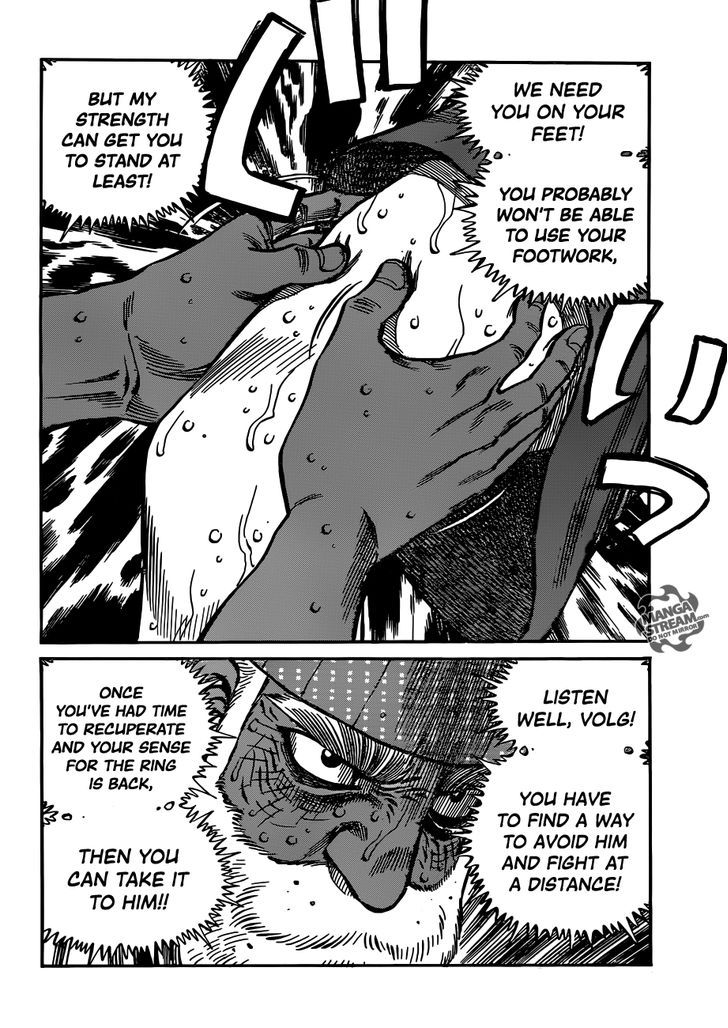 WE NEED
YOU ON YOUR
FEET!
YOU PROBABLY
WON'T BE ABLE
TO USE YOUR
FOOTWORK,
BUT MY
STRENGTH
CAN GET YOU
TO STAND AT
LEAST!
MANGA
STREAM.com
DO NOT MIRROR
LISTEN
WELL, VOLG!
YOU HAVE
TO FIND A WAY
TO AVOID HIM
AND FIGHT AT
A DISTANCE!
ONCE
YOU'VE HAD TIME
TO RECUPERATE
AND YOUR SENSE
FOR THE RING
IS BACK,
THEN YOU
CAN TAKE IT
TO HIM!!